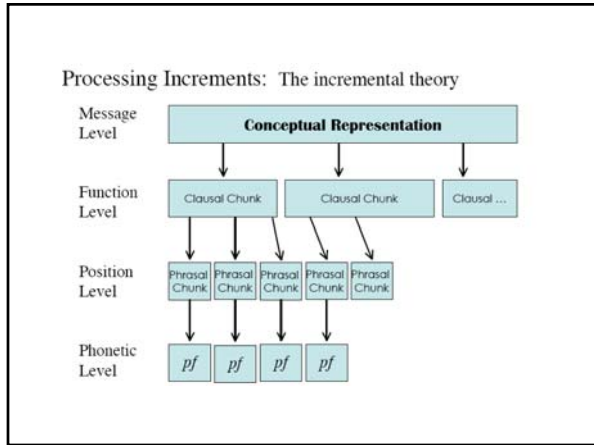 Processing Increments: The incremental theory
Message
Level
Conceptual Representation
Function
Level
Clausal Chunk
Clausal Chunk
Clausal ...
Position
Level
Phrasal
Chunk
Phrasal
Chunk
Phrasal
Chunk
Phrasal
Chunk
Phrasal
Chunk
Phonetic
Level
pf
pf
pf
pf